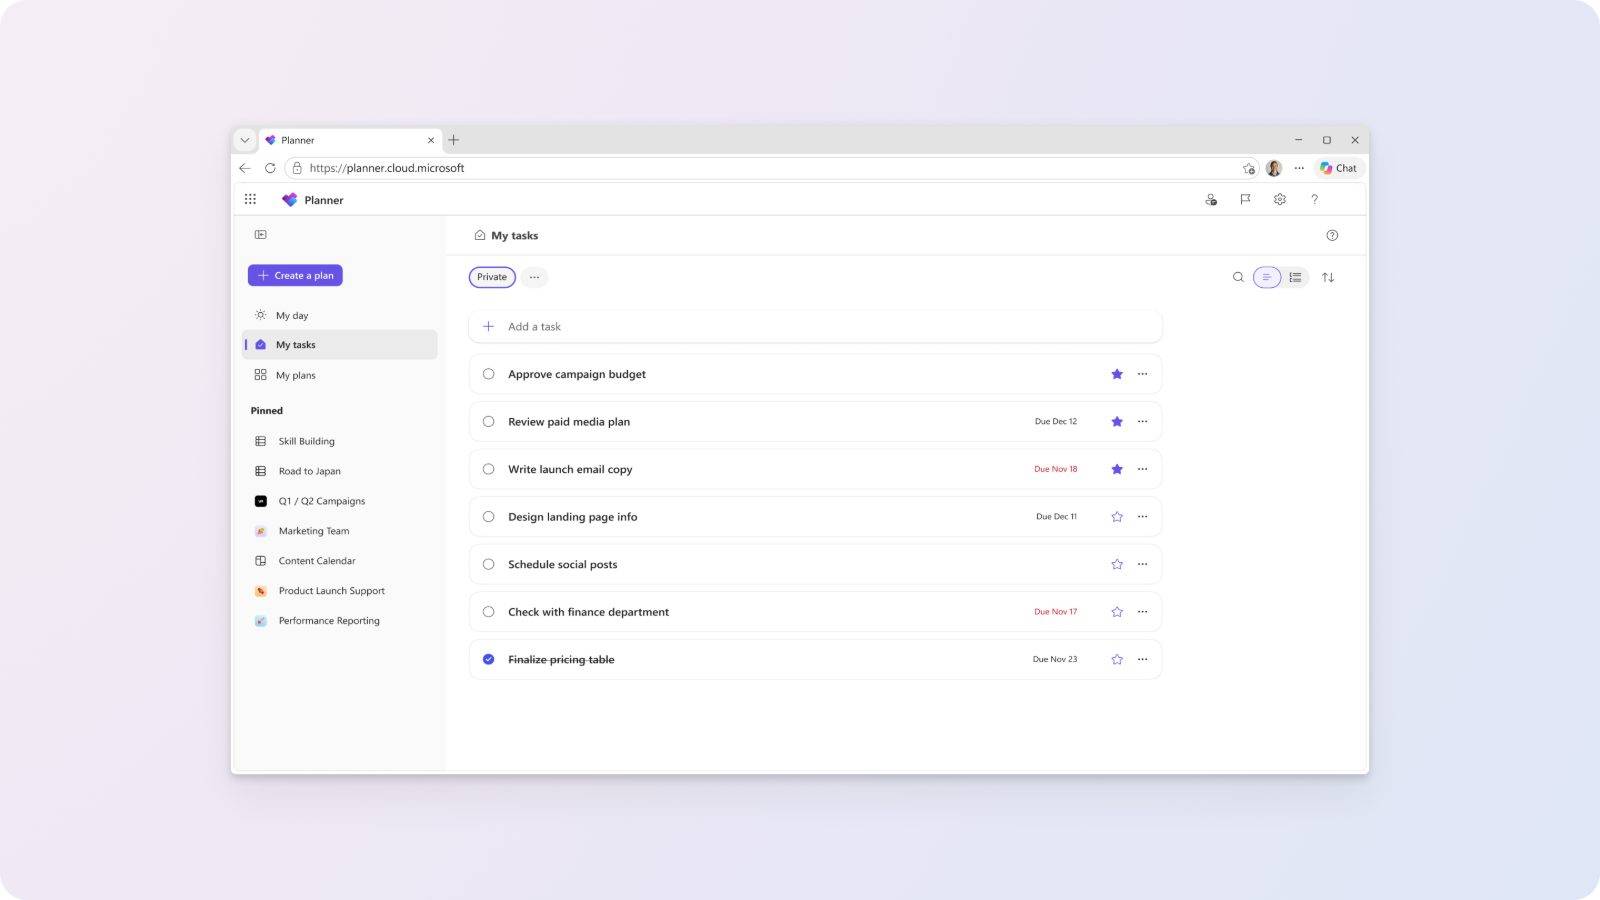 Planner
https://planner.cloud.microsoft
Chat
Planner
My tasks
Create a plan
Private
My day
Add a task
My tasks
My plans
Approve campaign budget
Pinned
Review paid media plan Due Dec 12
Skill Building
Write launch email copy Due Nov 18
Road to Japan
Q1 / Q2 Campaigns
Design landing page info Due Dec 11
Marketing Team
Content Calendar
Schedule social posts
Product Launch Support
Check with finance department Due Nov 17
Performance Reporting
Finalize pricing table Due Nov 23